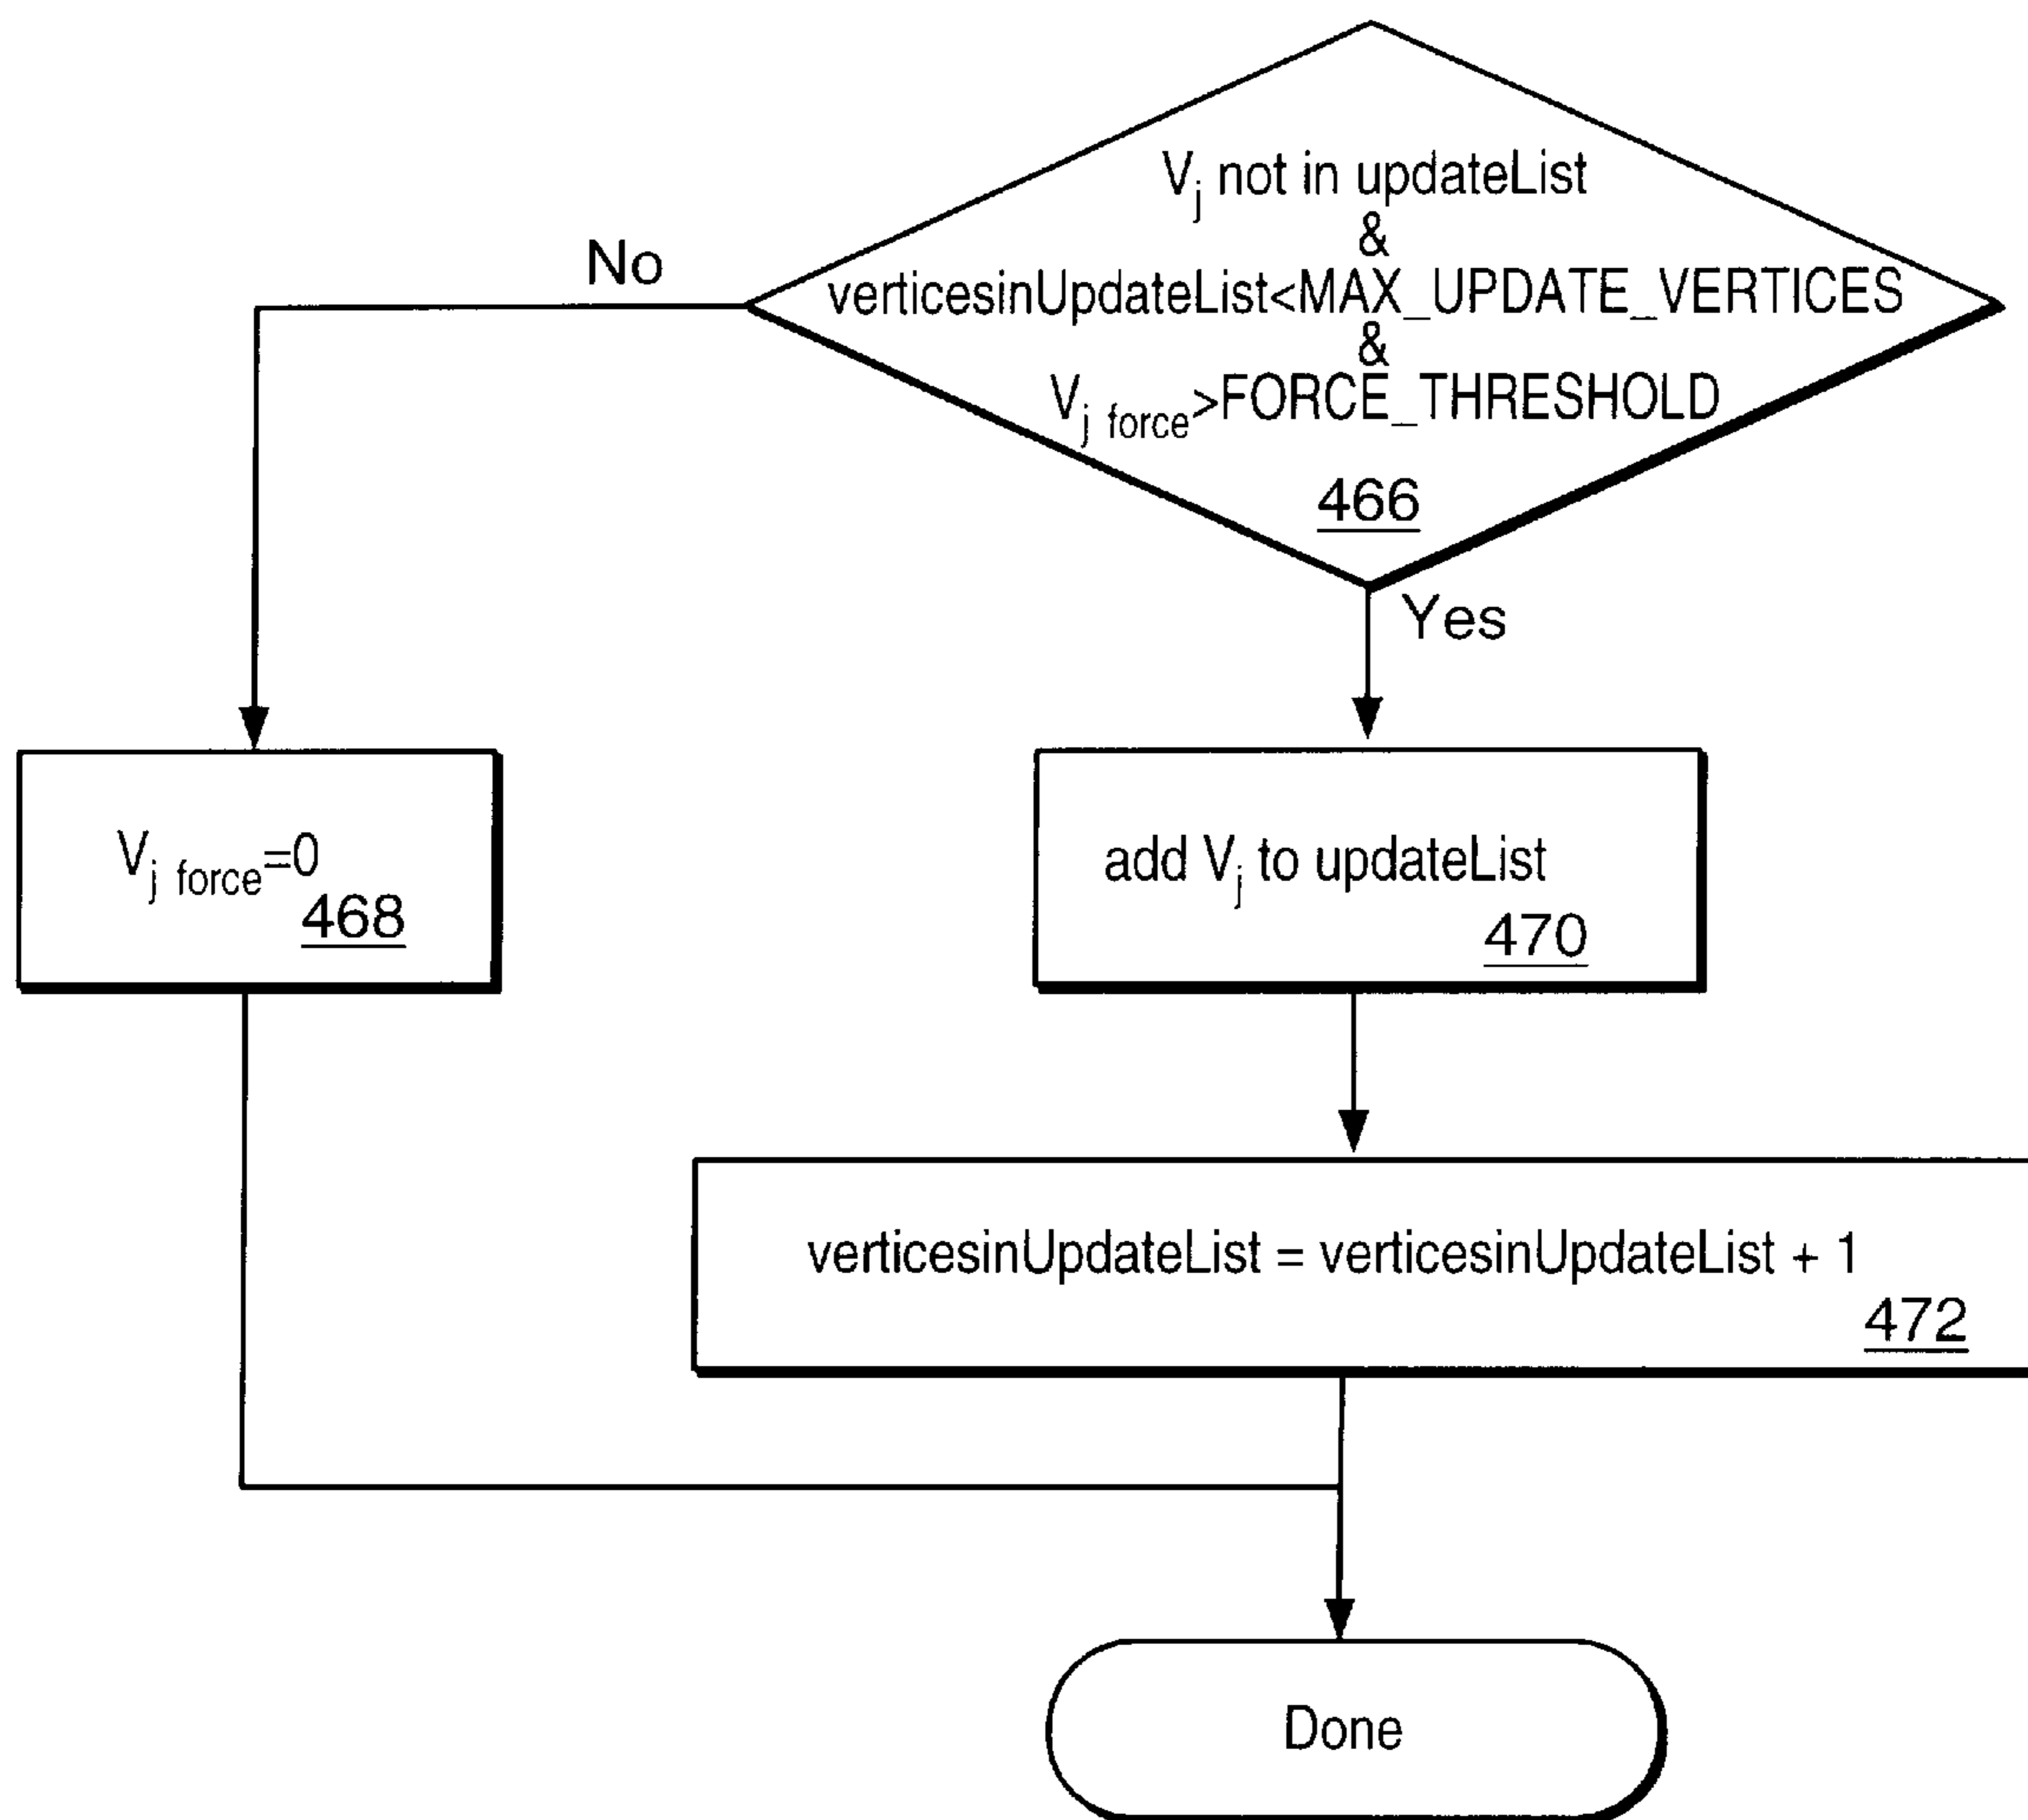 Vj not in updateList
&
No
verticesinUpdateList<MAX_UPDATE_VERTICES
&
Vj force>FORCE_THRESHOLD
466
Yes
Vj force=0
468
add Vj to updateList
470
verticesinUpdateList = verticesinUpdateList + 1
472
Done